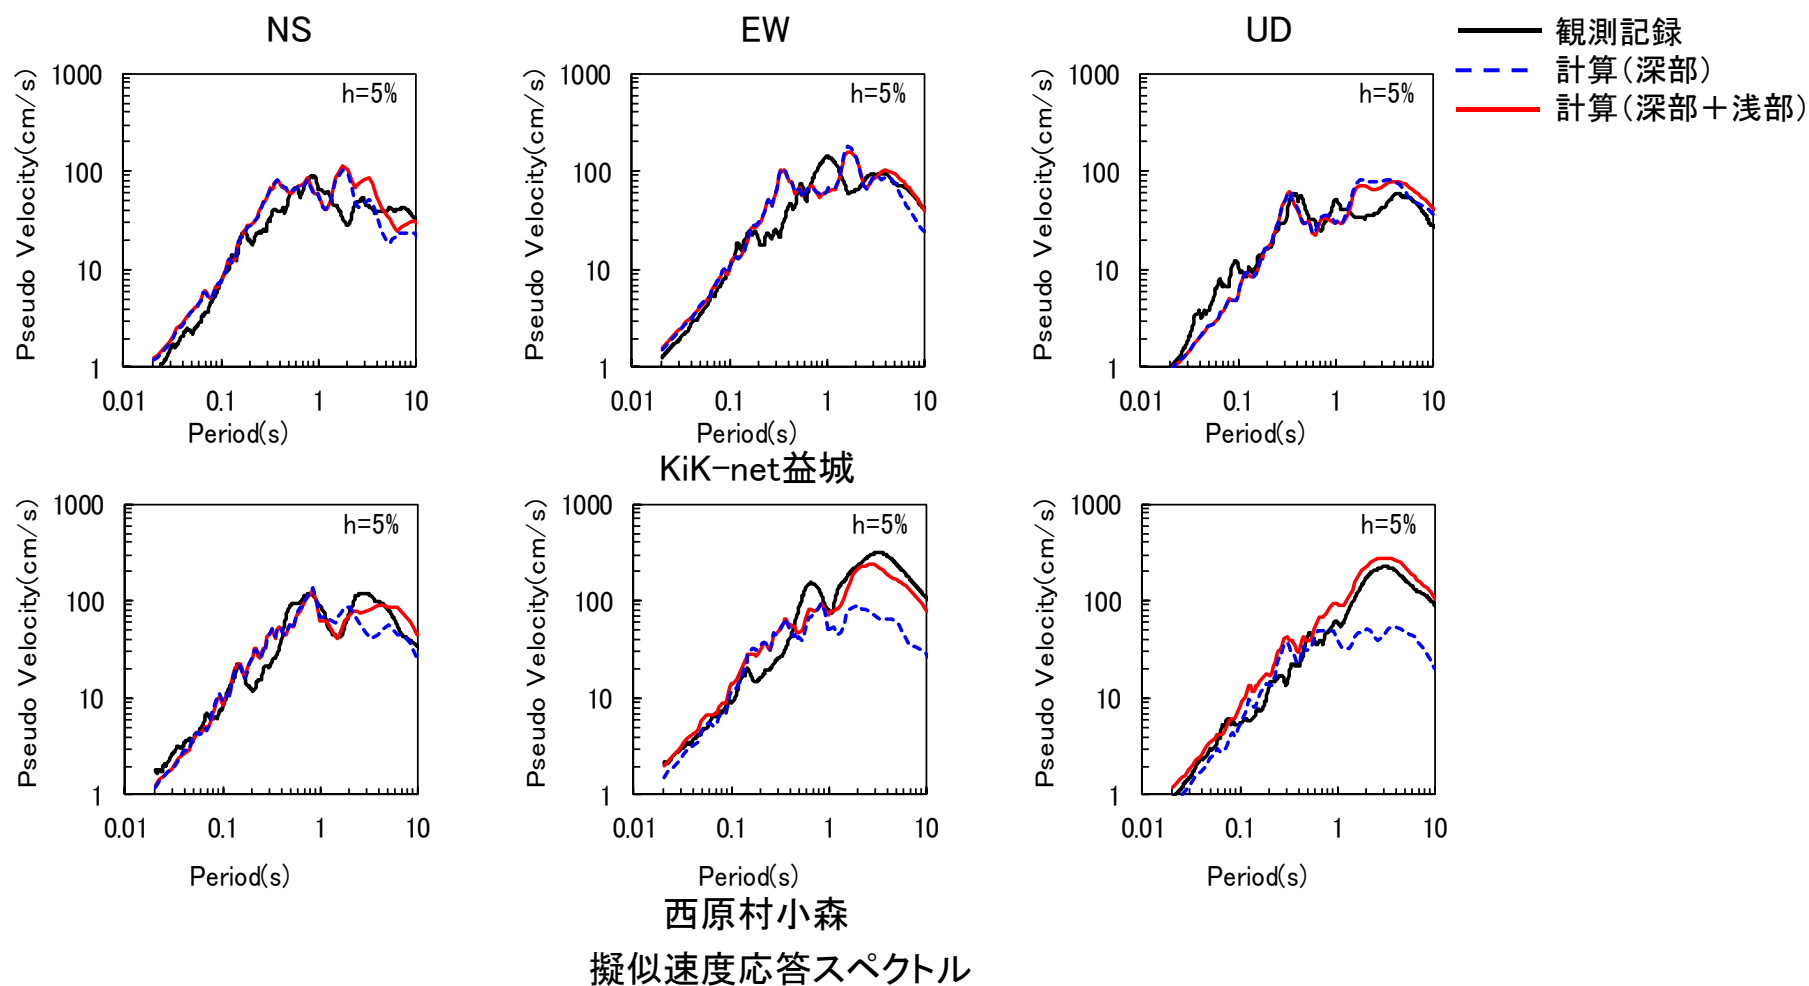 NS
EW
UD
観測記録
計算(深部)
計算(深部+浅部)
Pseudo Velocity(cm/s)
1000
100
10
1
h=5%
0.01 0.1 1 10
Period(s)
Pseudo Velocity(cm/s)
1000
100
10
1
h=5%
0.01 0.1 1 10
Period(s)
Pseudo Velocity(cm/s)
1000
100
10
1
h=5%
0.01 0.1 1 10
Period(s)
KiK-net益城
Pseudo Velocity(cm/s)
1000
100
10
1
h=5%
0.01 0.1 1 10
Period(s)
Pseudo Velocity(cm/s)
1000
100
10
1
h=5%
0.01 0.1 1 10
Period(s)
Pseudo Velocity(cm/s)
1000
100
10
1
h=5%
0.01 0.1 1 10
Period(s)
西原村小森
擬似速度応答スペクトル